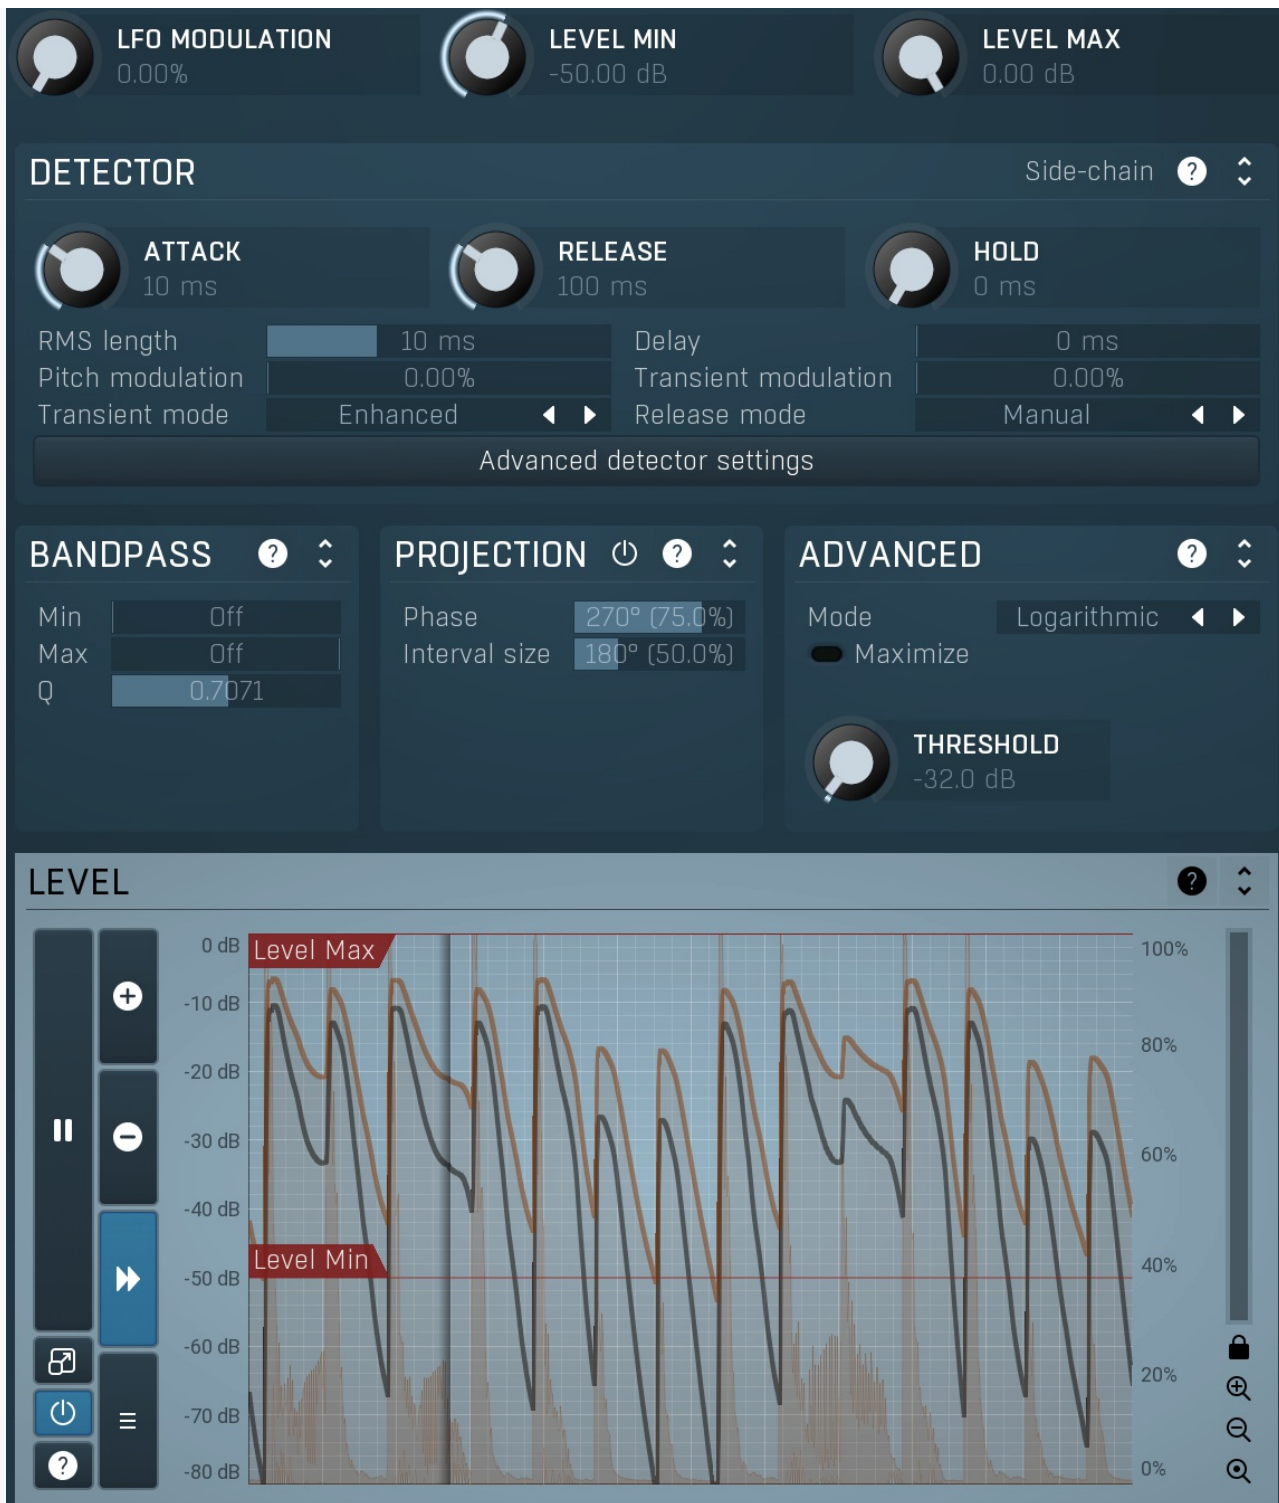 LFO MODULATION LEVEL MIN LEVEL MAX
0.00% -50.00 dB 0.00 dB
DETECTOR Side-chain ?
ATTACK RELEASE HOLD
10 ms 100 ms 0 ms
RMS length 10 ms Delay 0 ms
Pitch modulation 0.00% Transient modulation 0.00%
Transient mode Enhanced Release mode Manual
Advanced detector settings
BANDPASS ? PROJECTION ? ADVANCED ?
Min Off Phase 270° (75.0%) Mode Logarithmic
Max Off Interval size 180° (50.0%) Maximize
Q 0.7071
THRESHOLD
-32.0 dB
LEVEL ?
0 dB Level Max 100%
-10 dB
80%
-20 dB
-30 dB
60%
-40 dB
Level Min 40%
-50 dB
-60 dB
20%
-70 dB
? -80 dB 0%